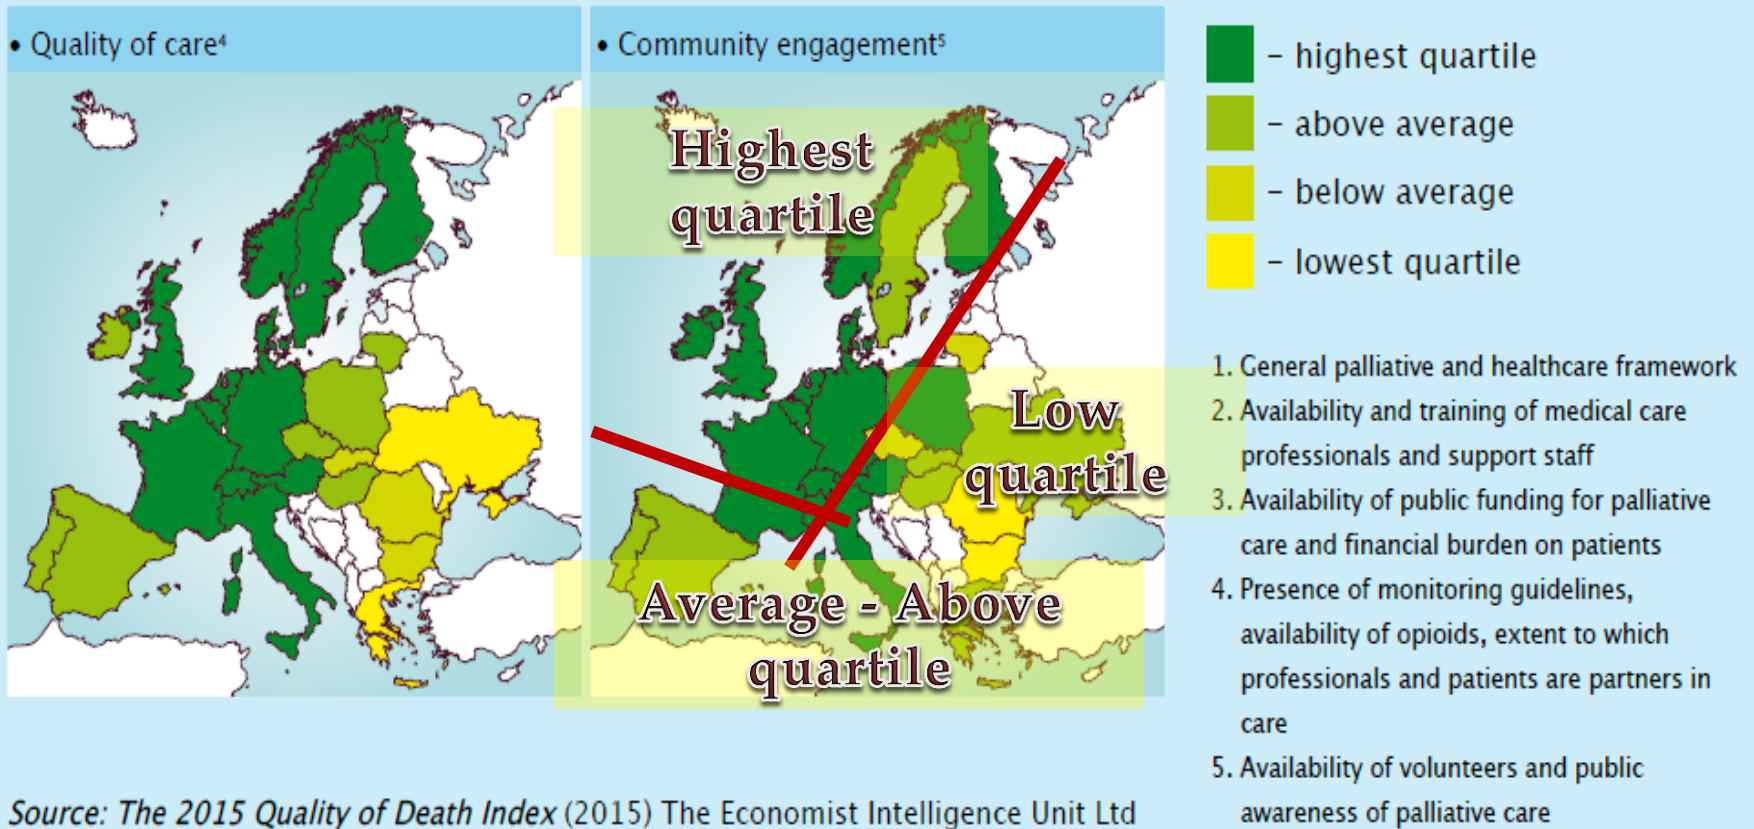 • Quality of care⁴
• Community engagement⁵
Highest
quartile
Low
quartile
Average - Above
quartile
– highest quartile
– above average
– below average
– lowest quartile
1. General palliative and healthcare framework
2. Availability and training of medical care
professionals and support staff
3. Availability of public funding for palliative
care and financial burden on patients
4. Presence of monitoring guidelines,
availability of opioids, extent to which
professionals and patients are partners in
care
5. Availability of volunteers and public
awareness of palliative care
Source: The 2015 Quality of Death Index (2015) The Economist Intelligence Unit Ltd